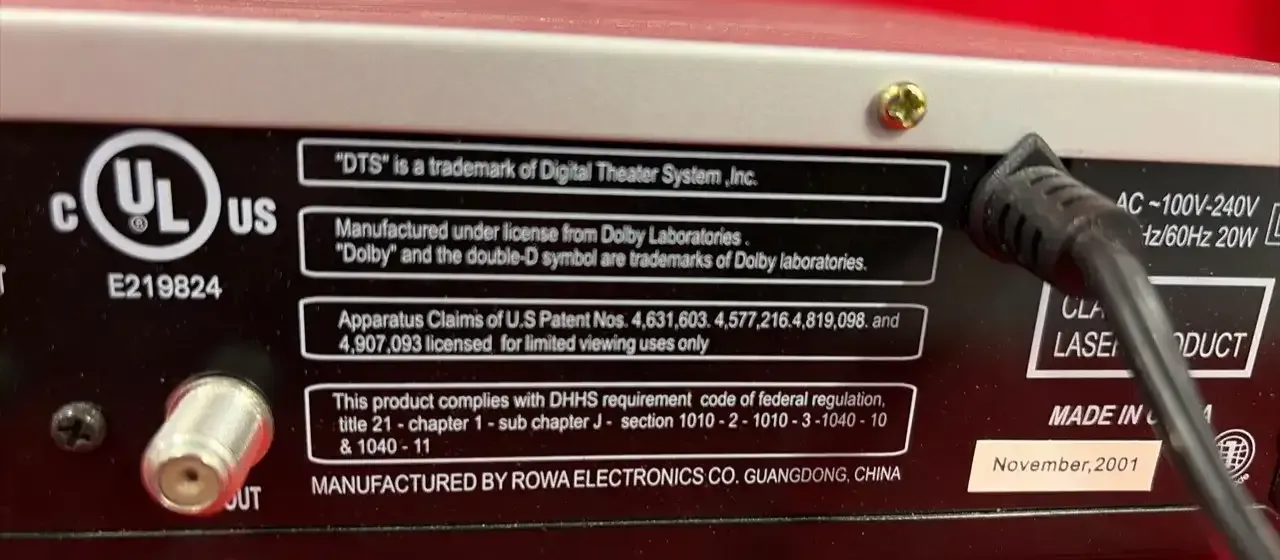 C UL ® US
E219824
"DTS" is a trademark of Digital Theater System ,Inc.
Manufactured under license from Dolby Laboratories .
"Dolby" and the double-D symbol are trademarks of Dolby laboratories.
Apparatus Claims of U.S Patent Nos. 4,631,603. 4,577,216.4,819,098. and
4,907,093 licensed for limited viewing uses only
This product complies with DHHS requirement code of federal regulation,
title 21 - chapter 1 - sub chapter J - section 1010 - 2 - 1010 - 3 -1040 - 10
& 1040 - 11
MANUFACTURED BY ROWA ELECTRONICS CO. GUANGDONG, CHINA
OUT
AC ~100V-240V
Hz/60Hz 20W
LASER PRODUCT
MADE IN
November,2001